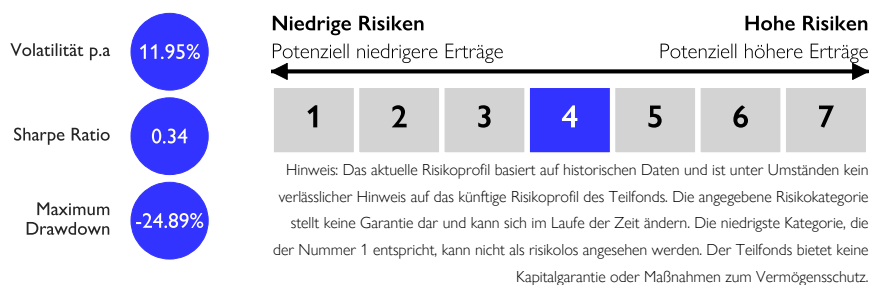 Volatilität p.a
11.95%
Sharpe Ratio
0.34
Maximum
Drawdown
-24.89%
Niedrige Risiken
Hohe Risiken
Potenziell niedrigere Erträge
Potenziell höhere Erträge
1 2 3 4 5 6 7
Hinweis: Das aktuelle Risikoprofil basiert auf historischen Daten und ist unter Umständen kein
verlässlicher Hinweis auf das künftige Risikoprofil des Teilfonds. Die angegebene Risikokategorie
stellt keine Garantie dar und kann sich im Laufe der Zeit ändern. Die niedrigste Kategorie, die
der Nummer 1 entspricht, kann nicht als risikolos angesehen werden. Der Teilfonds bietet keine
Kapitalgarantie oder Maßnahmen zum Vermögensschutz.